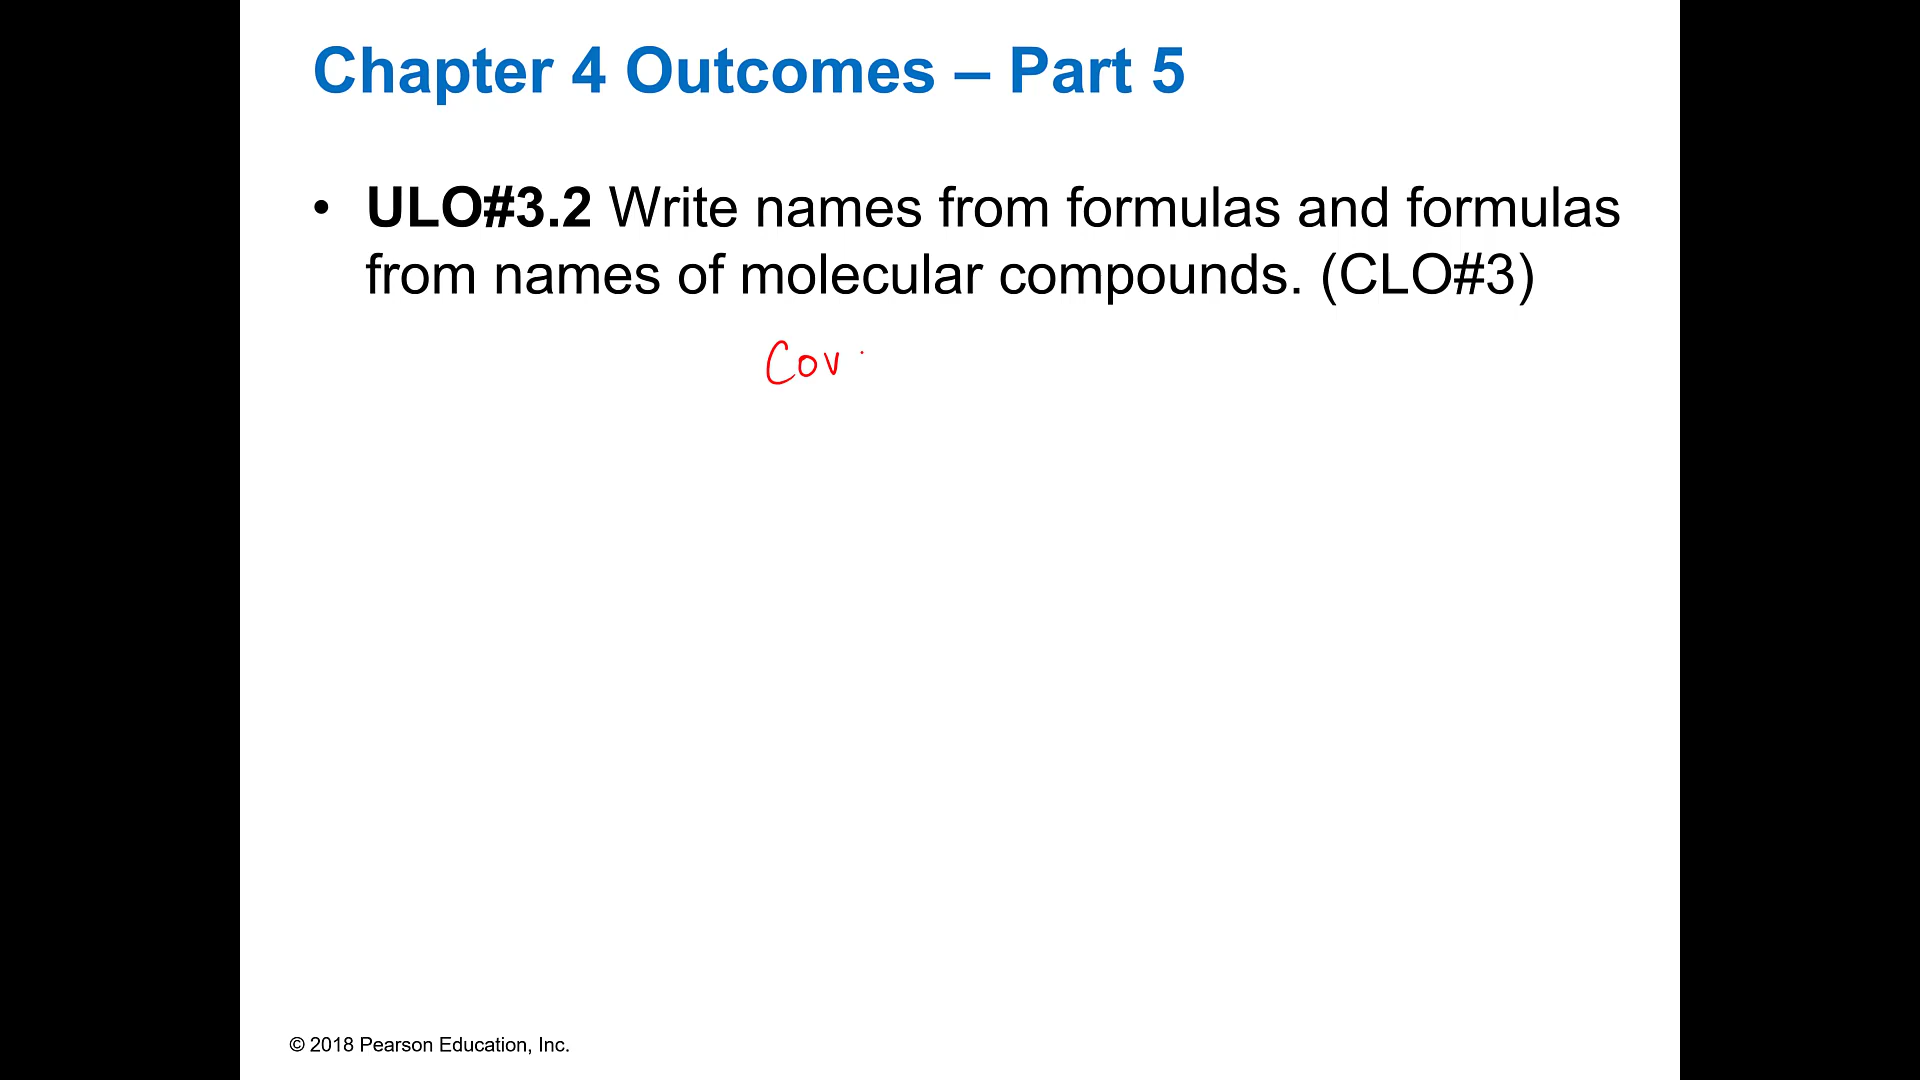 Chapter 4 Outcomes – Part 5
• ULO#3.2 Write names from formulas and formulas
from names of molecular compounds. (CLO#3)
Cov
© 2018 Pearson Education, Inc.